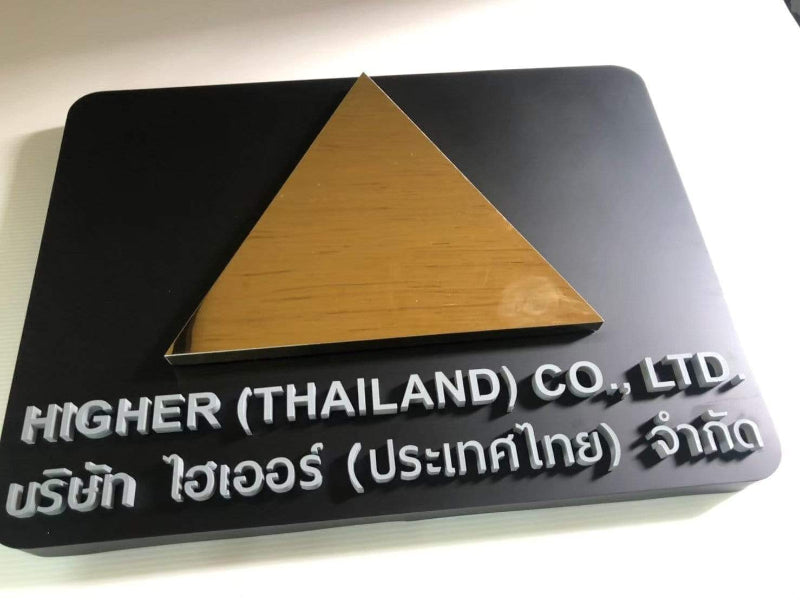 HIGHER (THAILAND) CO., LTD.
บริษัท ไฮเออร์ (ประเทศไทย) จำกัด